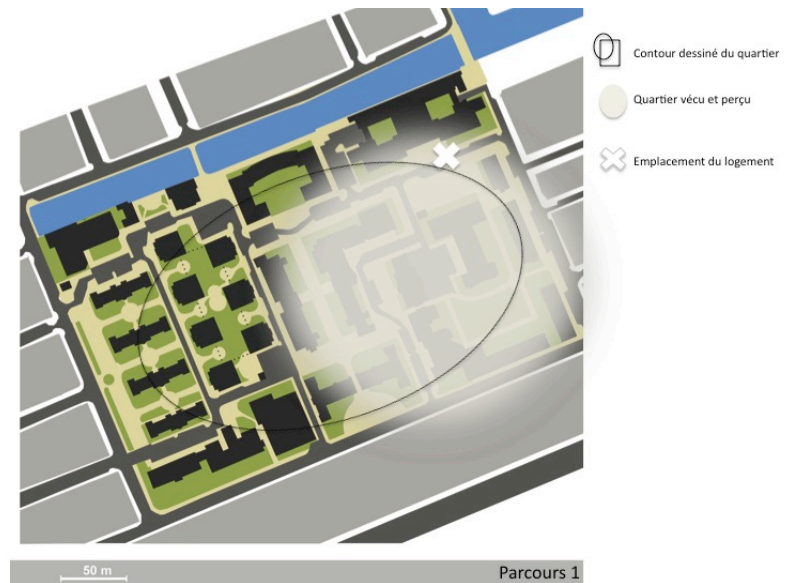 Contour dessiné du quartier
Quartier vécu et perçu
Emplacement du logement
50 m
Parcours 1